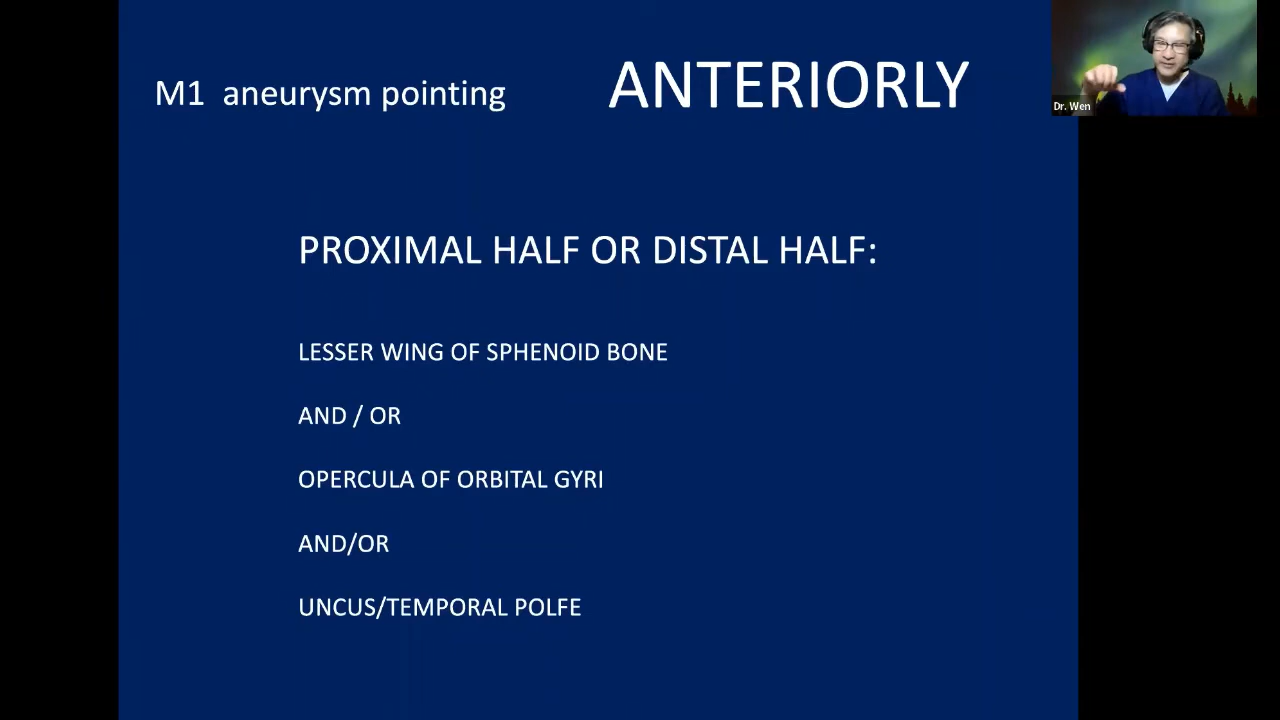 M1 aneurysm pointing ANTERIORLY
Dr. Wen
PROXIMAL HALF OR DISTAL HALF:
LESSER WING OF SPHENOID BONE
AND / OR
OPERCULA OF ORBITAL GYRI
AND/OR
UNCUS/TEMPORAL POLFE